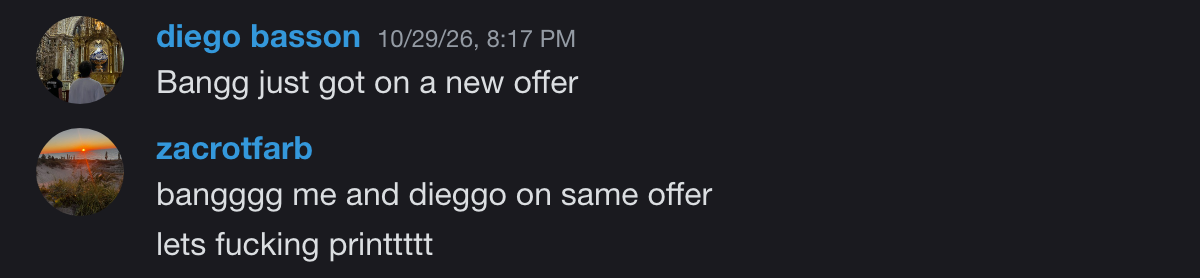 diego basson 10/29/26, 8:17 PM
Bangg just got on a new offer
zacrotfarb
bangggg me and dieggo on same offer
lets fucking printtttt